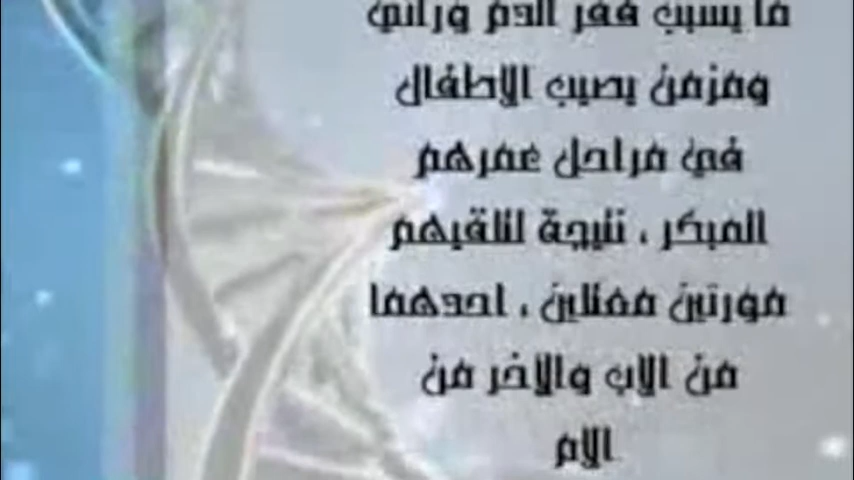 ما يسبب فقر الدم وراثي
ومزمن يصيب الاطفال
في مراحل عمرهم
المبكر ، نتيجة لتلقيهم
مورثين معتلين ، احدهما
من الاب والاخر من
الام